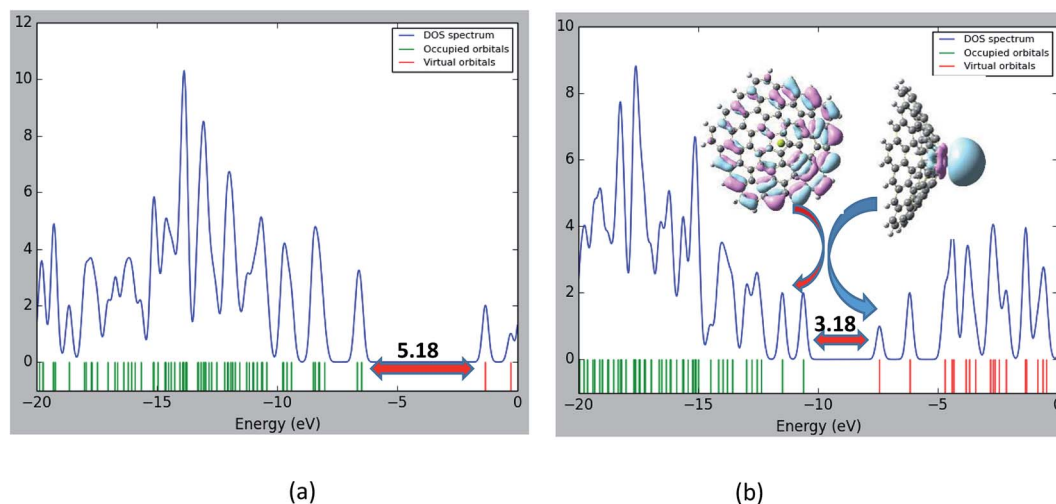 12
10
8
6
4
2
0
DOS spectrum
Occupied orbitals
Virtual orbitals
5.18
−20
−15
−10
−5
0
Energy (eV)
(a)
10
8
6
4
2
0
DOS spectrum
Occupied orbitals
Virtual orbitals
3.18
−20
−15
−10
−5
0
Energy (eV)
(b)